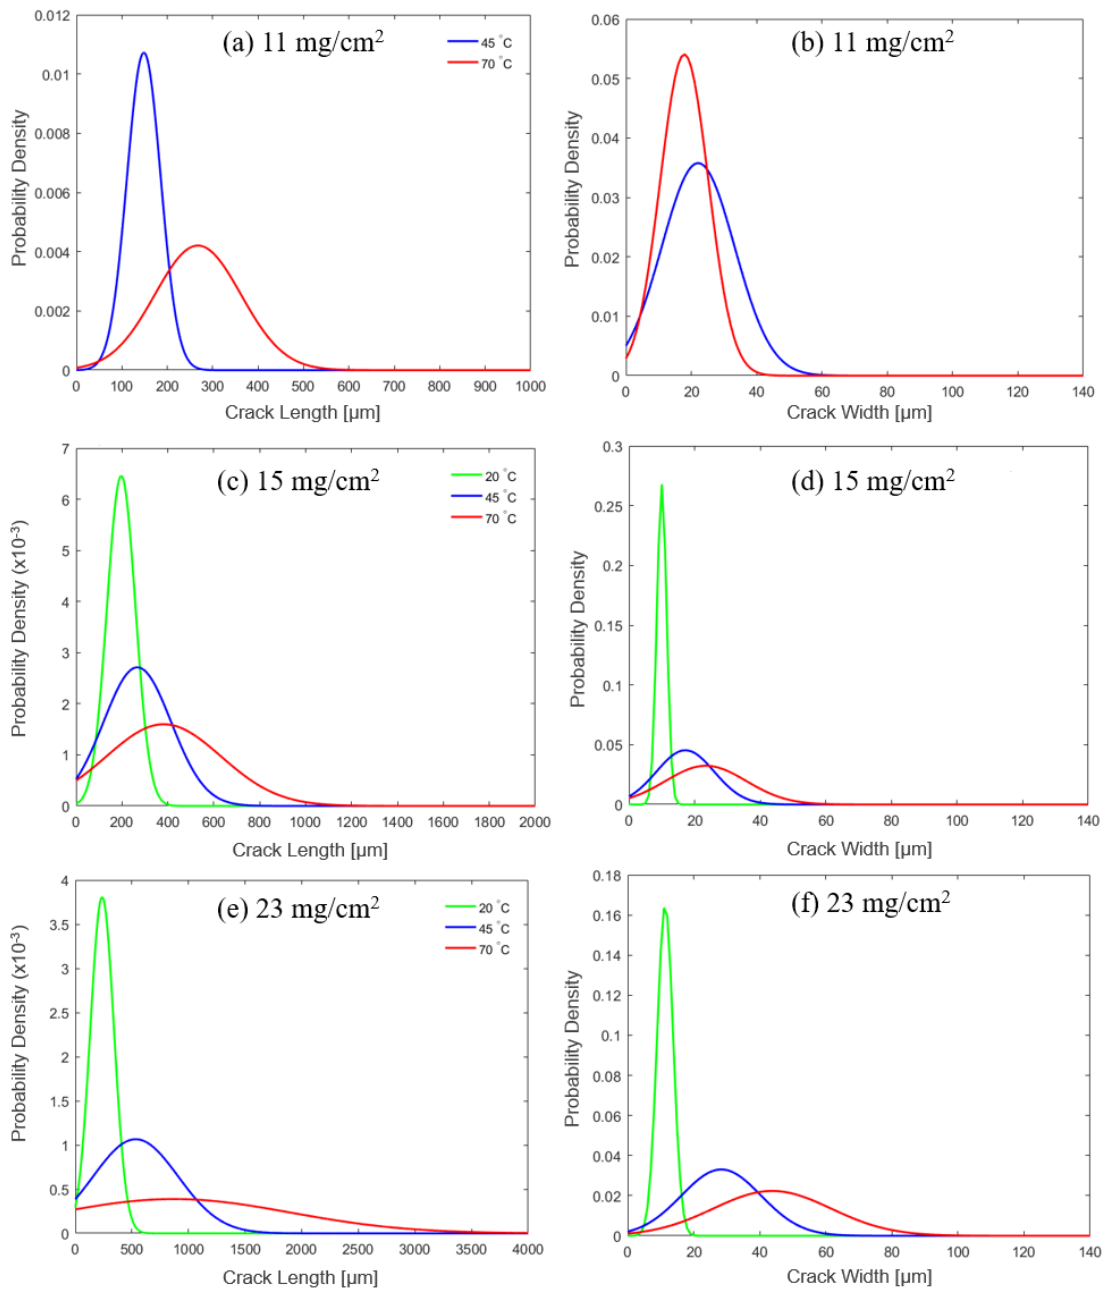 (a) 11 mg/cm²
45 °C
70 °C
0.012
0.01
0.008
0.006
0.004
0.002
0
0 100 200 300 400 500 600 700 800 900 1000
Probability Density
Crack Length [µm]
(b) 11 mg/cm²
0.06
0.05
0.04
0.03
0.02
0.01
0
0 20 40 60 80 100 120 140
Probability Density
Crack Width [µm]
(c) 15 mg/cm²
20 °C
45 °C
70 °C
7
6
5
4
3
2
1
0
0 200 400 600 800 1000 1200 1400 1600 1800 2000
Probability Density (x10⁻³)
Crack Length [µm]
(d) 15 mg/cm²
0.3
0.25
0.2
0.15
0.1
0.05
0
0 20 40 60 80 100 120 140
Probability Density
Crack Width [µm]
(e) 23 mg/cm²
20 °C
45 °C
70 °C
4
3.5
3
2.5
2
1.5
1
0.5
0
0 500 1000 1500 2000 2500 3000 3500 4000
Probability Density (x10⁻³)
Crack Length [µm]
(f) 23 mg/cm²
0.18
0.16
0.14
0.12
0.1
0.08
0.06
0.04
0.02
0
0 20 40 60 80 100 120 140
Probability Density
Crack Width [µm]